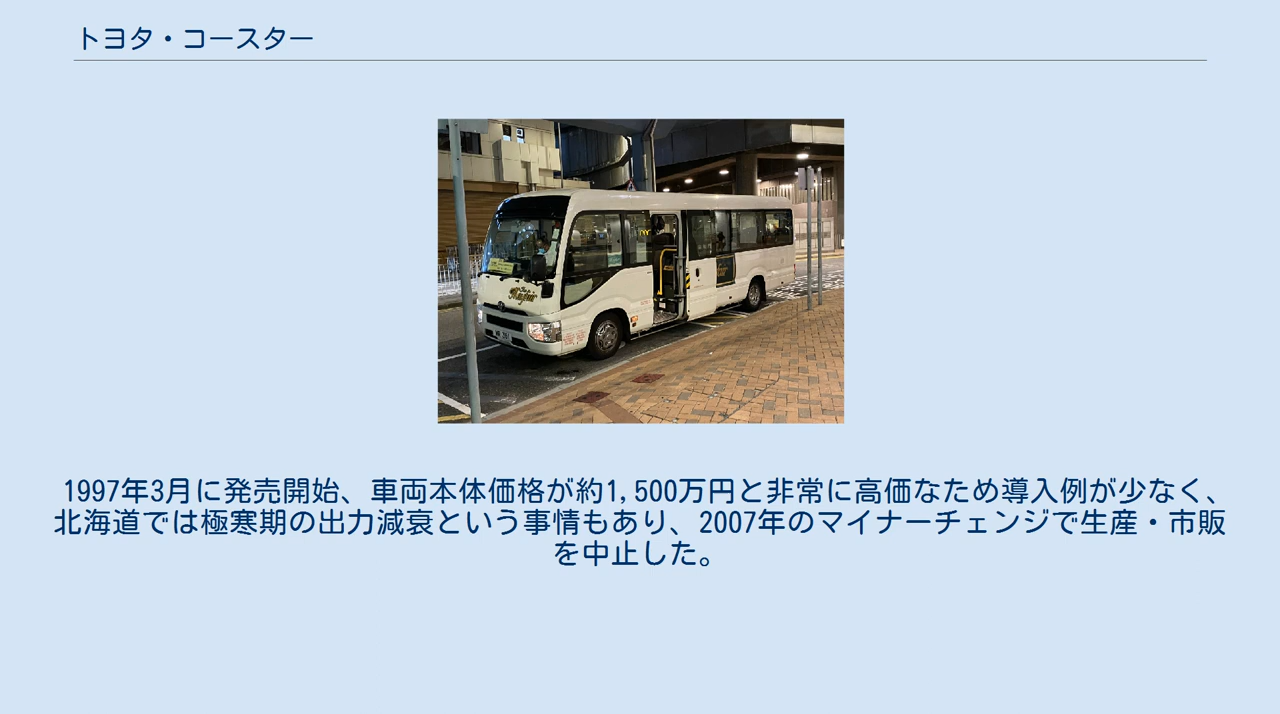 トヨタ・コースター
1997年3月に発売開始、車両本体価格が約1,500万円と非常に高価なため導入例が少なく、
北海道では極寒期の出力減衰という事情もあり、2007年のマイナーチェンジで生産・市販
を中止した。